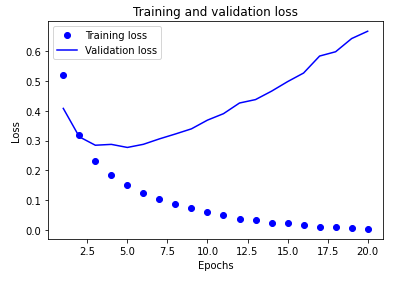 Training and validation loss
Training loss
Validation loss
Loss
0.6
0.5
0.4
0.3
0.2
0.1
0.0
2.5 5.0 7.5 10.0 12.5 15.0 17.5 20.0
Epochs